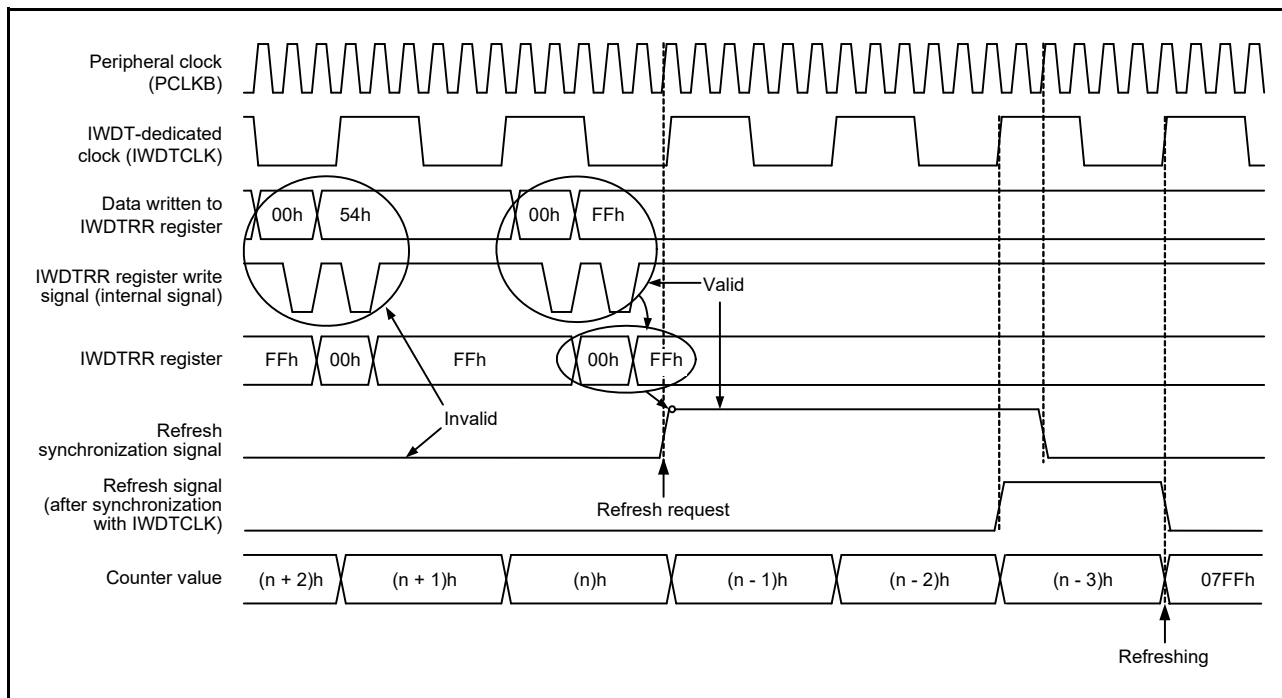 Peripheral clock
(PCLKB)
IWDT-dedicated
clock (IWDTCLK)
Data written to
IWDTRR register
00h
54h
00h
FFh
IWDTRR register write
signal (internal signal)
Valid
IWDTRR register
FFh
00h
FFh
00h
FFh
Invalid
Refresh
synchronization signal
Refresh signal
(after synchronization
with IWDTCLK)
Refresh request
Counter value
(n + 2)h
(n + 1)h
(n)h
(n - 1)h
(n - 2)h
(n - 3)h
07FFh
Refreshing